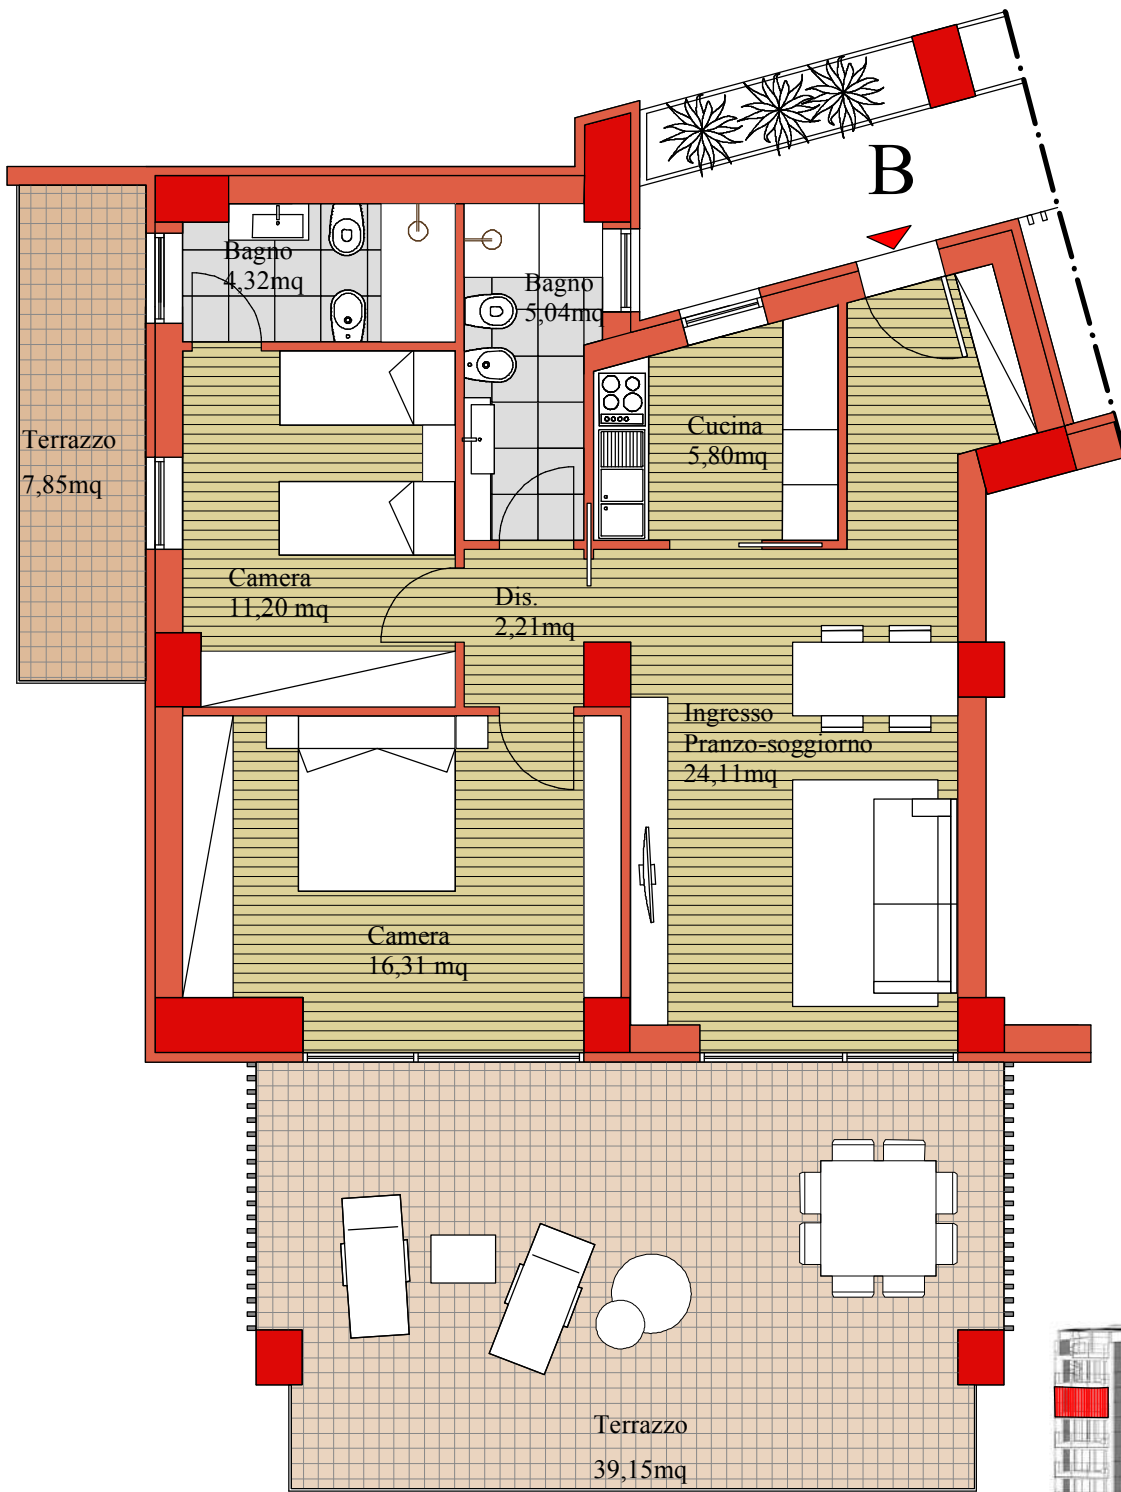 B
Bagno
4,32mq
Bagno
5,04mq
Cucina
5,80mq
Terrazzo
7,85mq
Camera
11,20 mq
Dis.
2,21mq
Ingresso
Pranzo-soggiorno
24,11mq
Camera
16,31 mq
Terrazzo
39,15mq